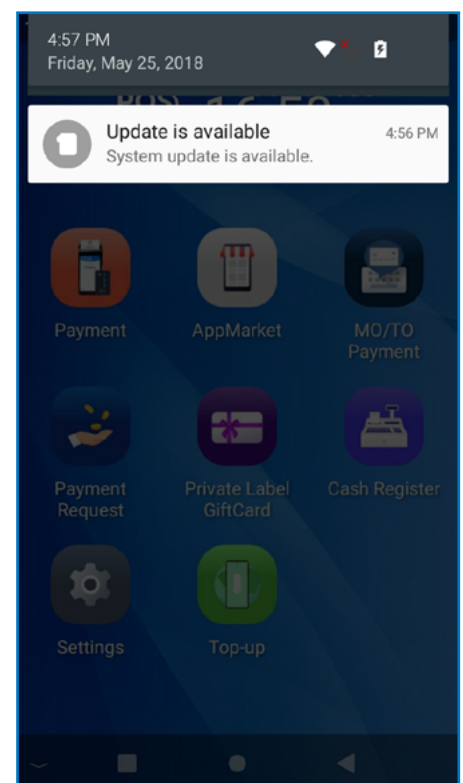 4:57 PM
Friday, May 25, 2018
Update is available 4:56 PM
System update is available.
Payment AppMarket MO/TO
Payment
Payment Private Label Cash Register
Request GiftCard
Settings Top-up